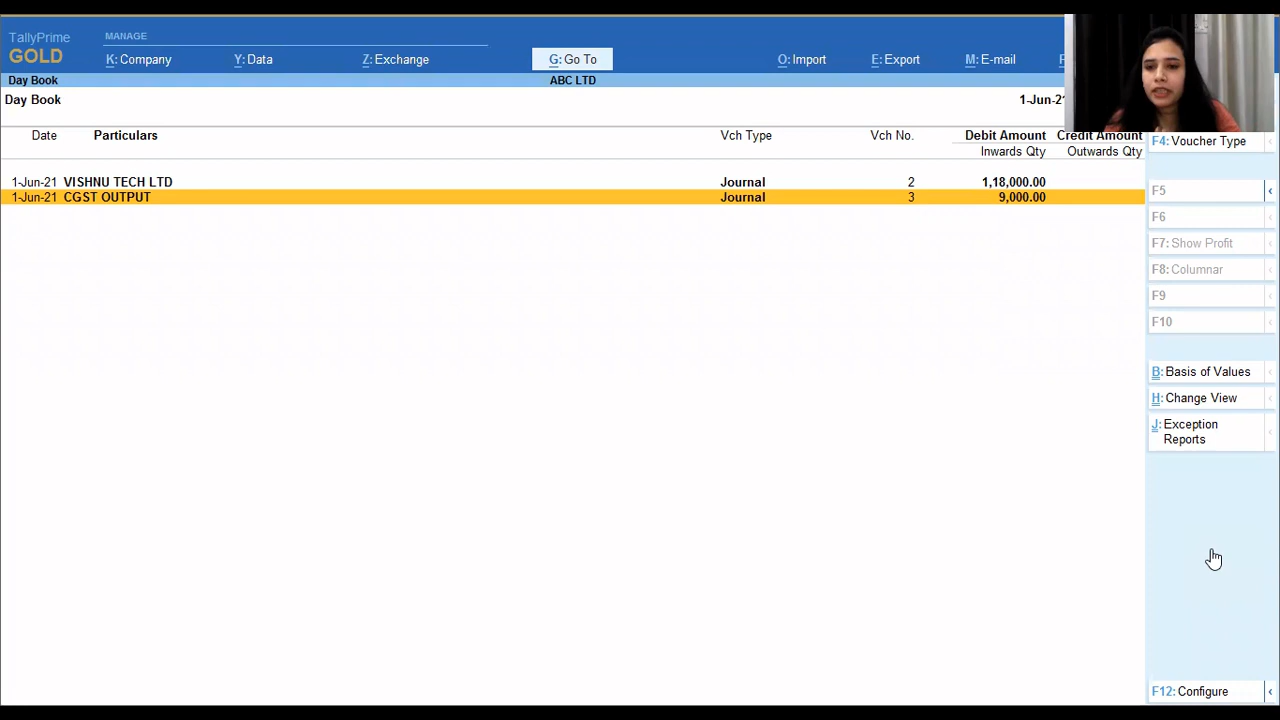 TallyPrime
GOLD
MANAGE
K: Company
Y: Data
Z: Exchange
G: Go To
O: Import
E: Export
M: E-mail
Day Book
ABC LTD
Day Book
1-Jun-21
Date Particulars Vch Type Vch No. Debit Amount Credit Amount
Inwards Qty Outwards Qty
1-Jun-21 VISHNU TECH LTD Journal 2 1,18,000.00
1-Jun-21 CGST OUTPUT Journal 3 9,000.00
F4: Voucher Type
F5
F6
F7: Show Profit
F8: Columnar
F9
F10
B: Basis of Values
H: Change View
J: Exception
Reports
F12: Configure